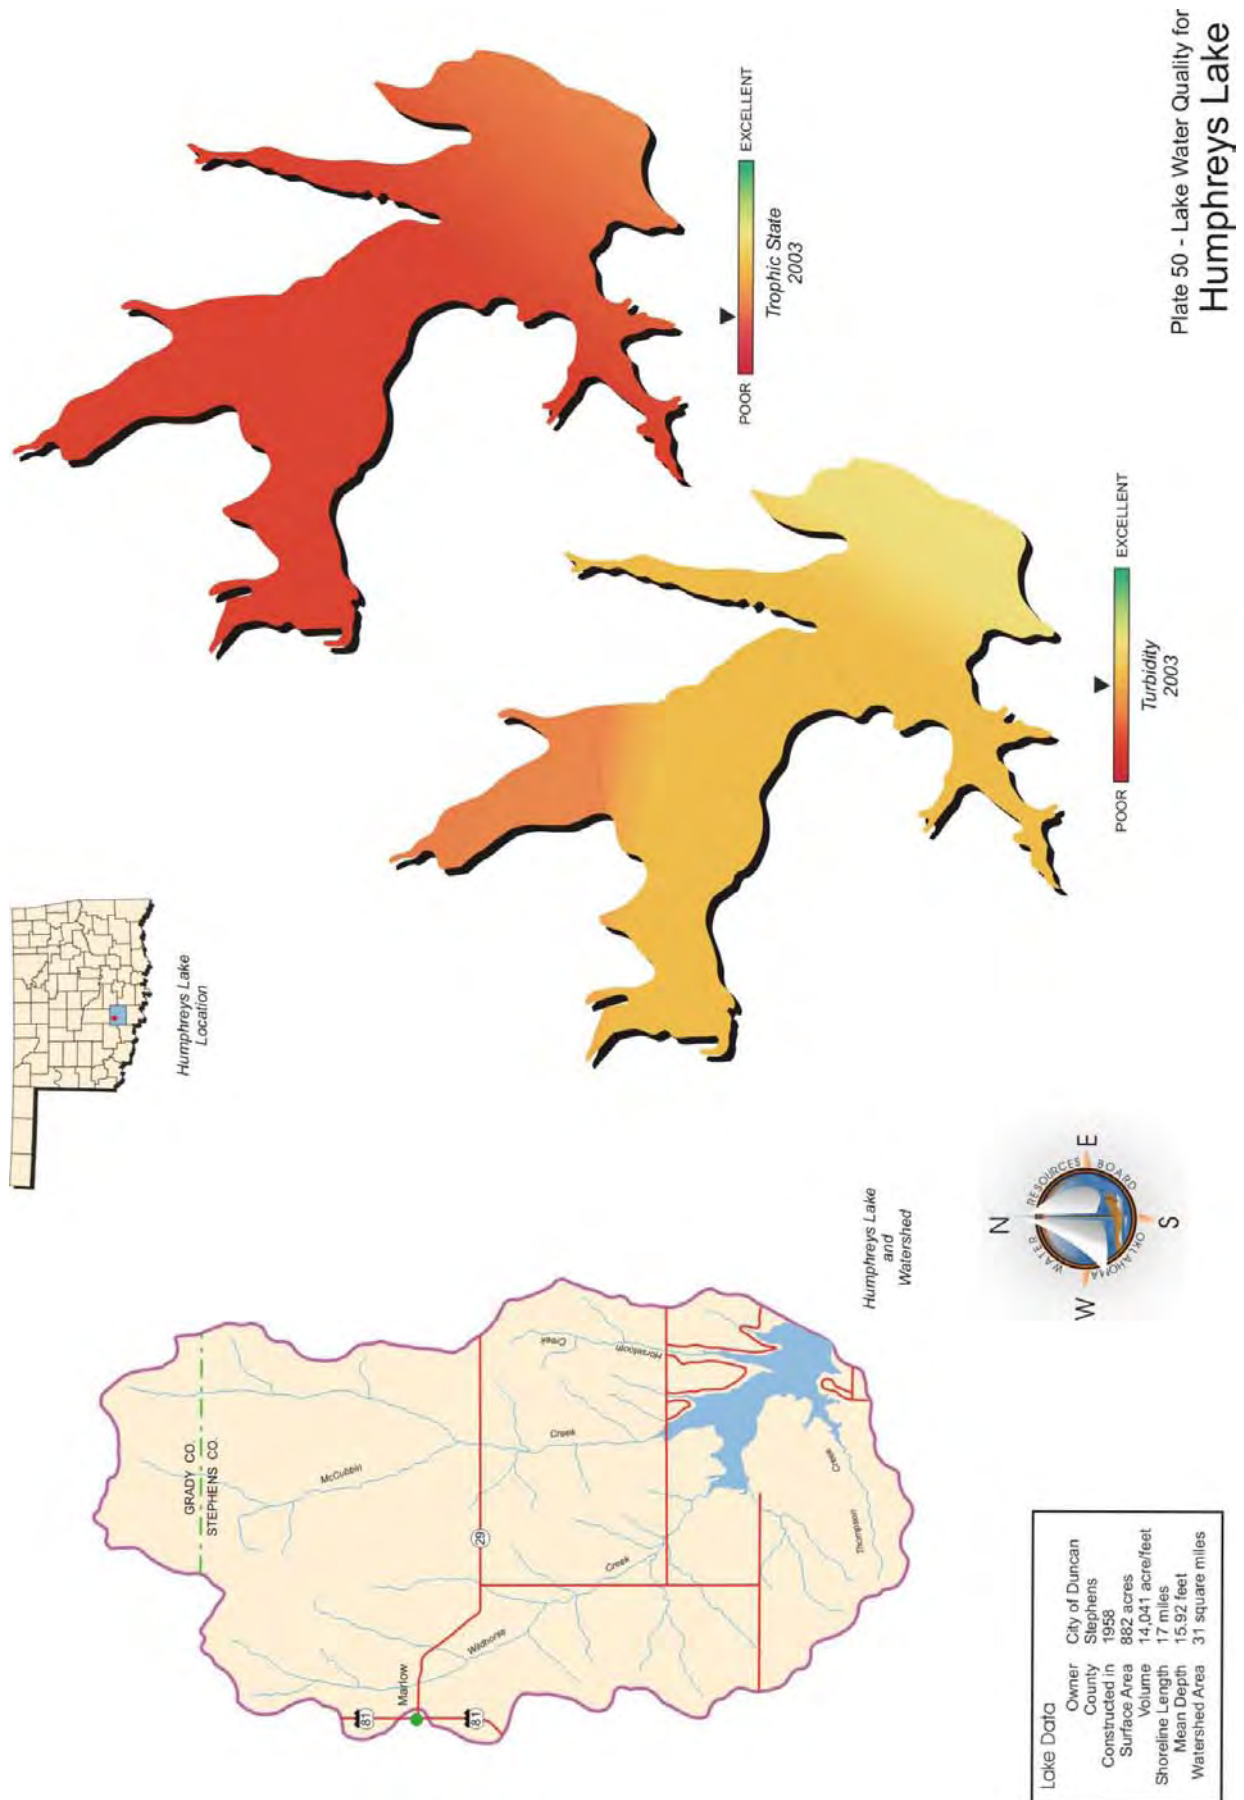 Plate 50 - Lake Water Quality for
Humphreys Lake
POOR
EXCELLENT
Trophic State
2003
POOR
EXCELLENT
Turbidity
2003
Humphreys Lake
Location
Humphreys Lake
and
Watershed
GRADY CO.
STEPHENS CO.
McCubbin
Creek
Horsetooth
Creek
29
81
Marlow
81
Wildhorse
Creek
Thompson
Creek
N
W
E
S
OKLAHOMA WATER RESOURCES BOARD
Lake Data
Owner City of Duncan
County Stephens
Constructed in 1958
Surface Area 882 acres
Volume 14,041 acre/feet
Shoreline Length 17 miles
Mean Depth 15.92 feet
Watershed Area 31 square miles